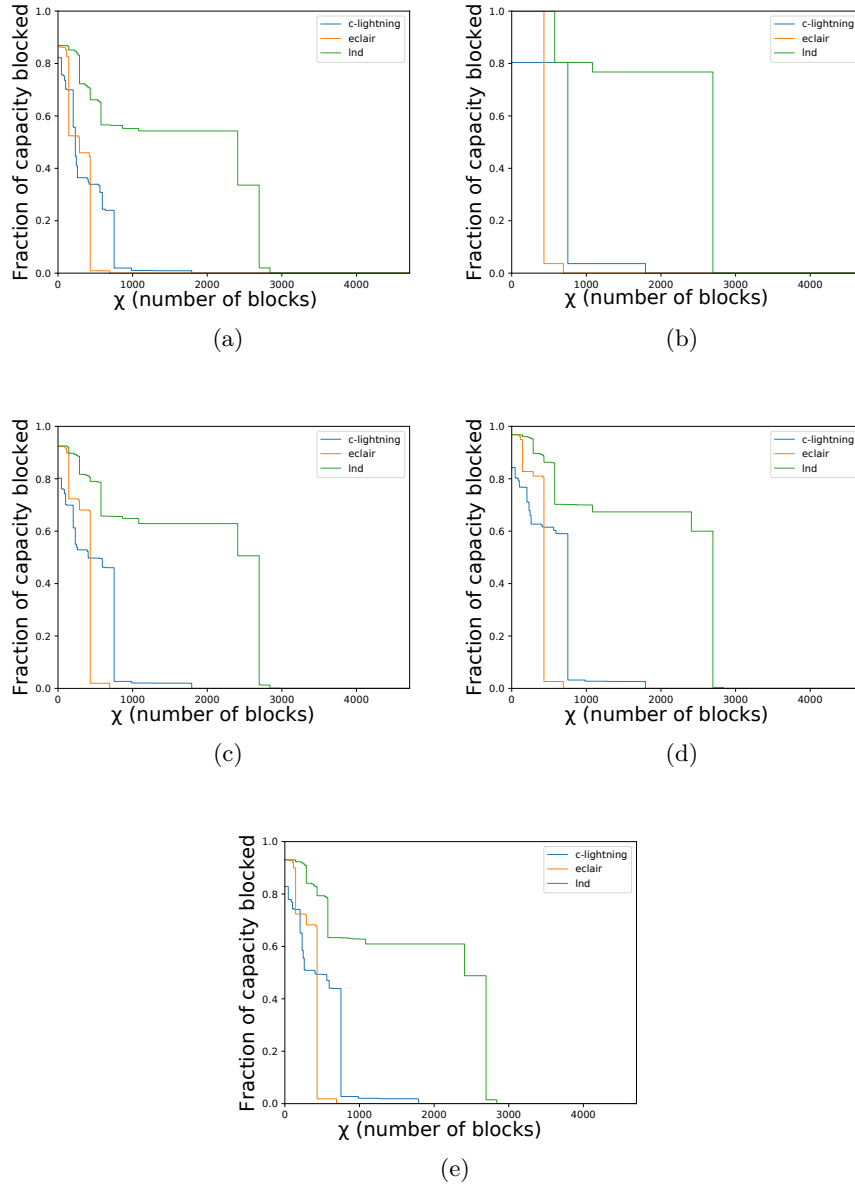 Fraction of capacity blocked
1.0
0.8
0.6
0.4
0.2
0.0
c-lightning
eclair
lnd
0 1000 2000 3000 4000
χ (number of blocks)
(a)
Fraction of capacity blocked
1.0
0.8
0.6
0.4
0.2
0.0
c-lightning
eclair
lnd
0 1000 2000 3000 4000
χ (number of blocks)
(b)
Fraction of capacity blocked
1.0
0.8
0.6
0.4
0.2
0.0
c-lightning
eclair
lnd
0 1000 2000 3000 4000
χ (number of blocks)
(c)
Fraction of capacity blocked
1.0
0.8
0.6
0.4
0.2
0.0
c-lightning
eclair
lnd
0 1000 2000 3000 4000
χ (number of blocks)
(d)
Fraction of capacity blocked
1.0
0.8
0.6
0.4
0.2
0.0
c-lightning
eclair
lnd
0 1000 2000 3000 4000
χ (number of blocks)
(e)